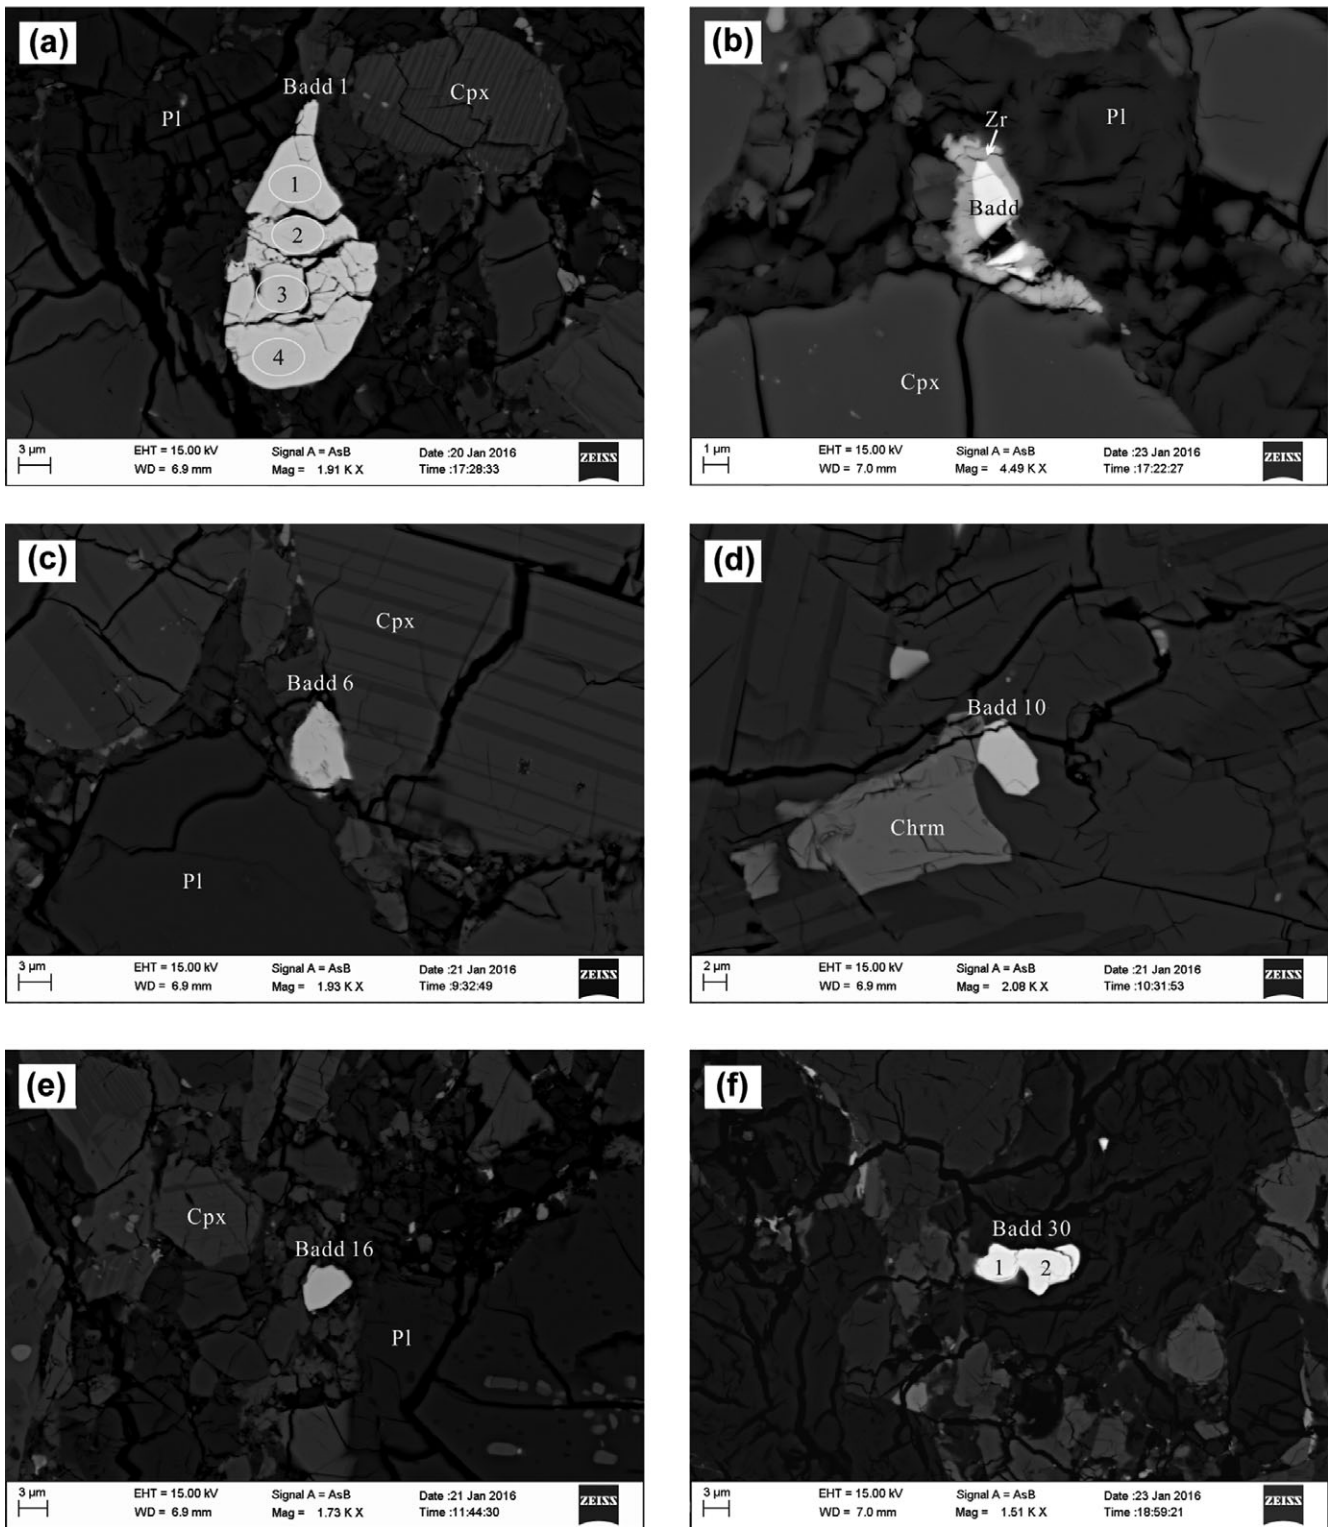 (a)
Badd 1
Cpx
Pl
1
2
3
4
3 µm
EHT = 15.00 kV
WD = 6.9 mm
Signal A = AsB
Mag = 1.91 K X
Date :20 Jan 2016
Time :17:28:33
ZEISS
(b)
Zr
Pl
Badd
Cpx
1 µm
EHT = 15.00 kV
WD = 7.0 mm
Signal A = AsB
Mag = 4.49 K X
Date :23 Jan 2016
Time :17:22:27
ZEISS
(c)
Cpx
Badd 6
Pl
3 µm
EHT = 15.00 kV
WD = 6.9 mm
Signal A = AsB
Mag = 1.93 K X
Date :21 Jan 2016
Time :9:32:49
ZEISS
(d)
Badd 10
Chrm
2 µm
EHT = 15.00 kV
WD = 6.9 mm
Signal A = AsB
Mag = 2.08 K X
Date :21 Jan 2016
Time :10:31:53
ZEISS
(e)
Cpx
Badd 16
Pl
3 µm
EHT = 15.00 kV
WD = 6.9 mm
Signal A = AsB
Mag = 1.73 K X
Date :21 Jan 2016
Time :11:44:30
ZEISS
(f)
Badd 30
1
2
3 µm
EHT = 15.00 kV
WD = 7.0 mm
Signal A = AsB
Mag = 1.51 K X
Date :23 Jan 2016
Time :18:59:21
ZEISS